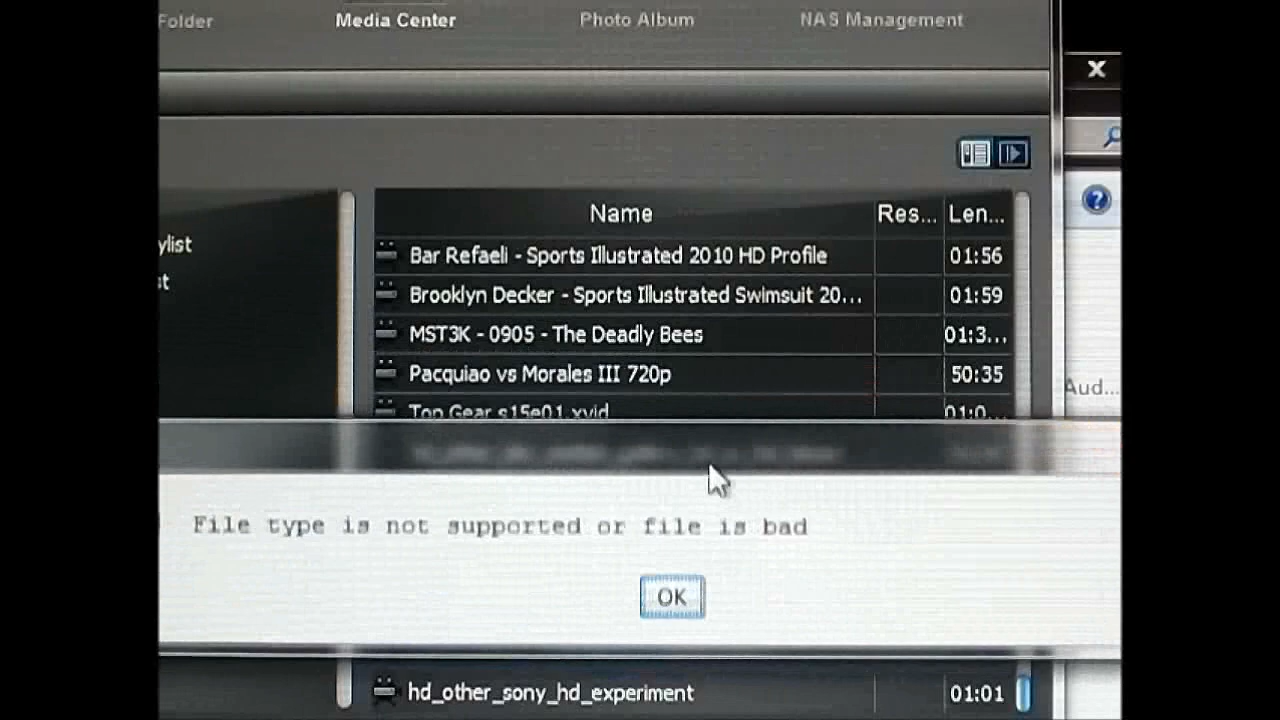 Folder Media Center Photo Album NAS Management
Name Res... Len...
ylist
st
Bar Refaeli - Sports Illustrated 2010 HD Profile 01:56
Brooklyn Decker - Sports Illustrated Swimsuit 20... 01:59
MST3K - 0905 - The Deadly Bees 01:3...
Pacquiao vs Morales III 720p 50:35
Aud...
Top Gear s15e01.xvid 01:0...
File type is not supported or file is bad
OK
hd_other_sony_hd_experiment 01:01